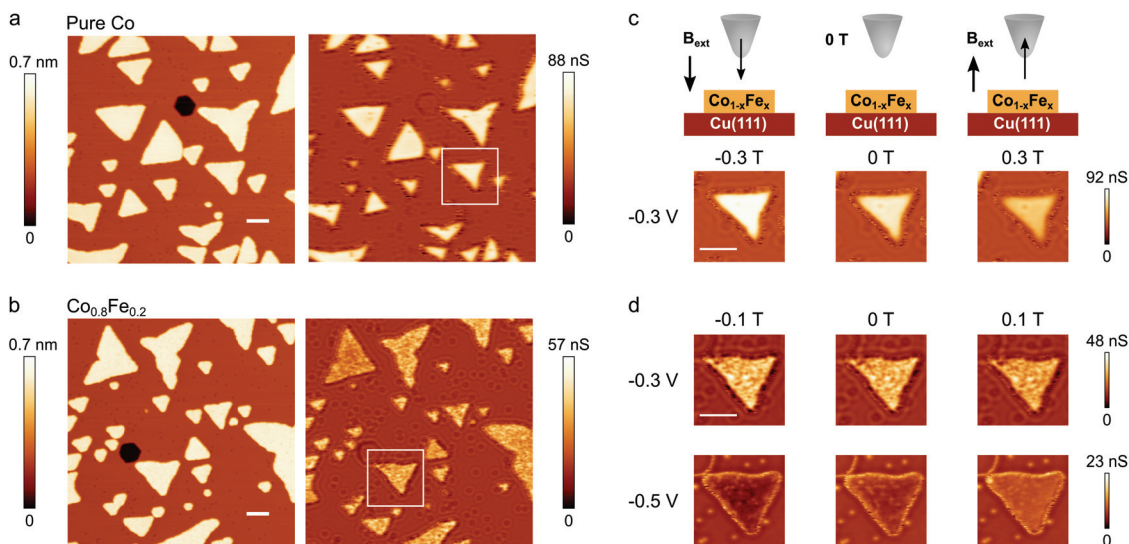 a
Pure Co
0.7 nm
0
88 nS
0
b
Co0.8Fe0.2
0.7 nm
0
57 nS
0
c
Bext
0 T
Bext
Co1-xFex
Co1-xFex
Co1-xFex
Cu(111)
Cu(111)
Cu(111)
-0.3 T
0 T
0.3 T
-0.3 V
92 nS
0
d
-0.1 T
0 T
0.1 T
-0.3 V
48 nS
0
-0.5 V
23 nS
0